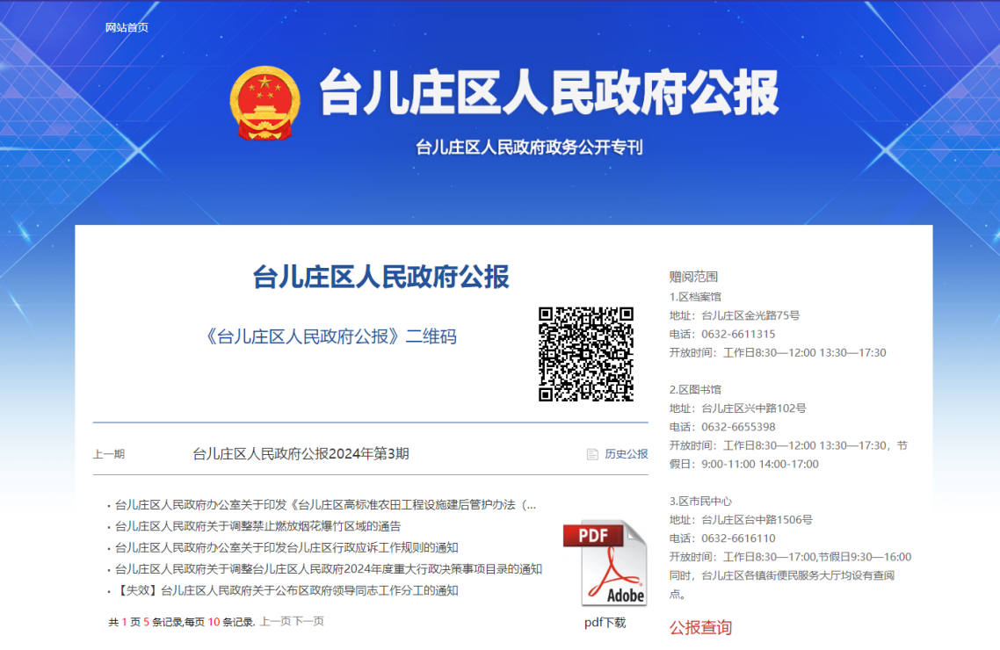 网站首页
台儿庄区人民政府公报
台儿庄区人民政府政务公开专刊
台儿庄区人民政府公报
《台儿庄区人民政府公报》二维码
上一期
台儿庄区人民政府公报2024年第3期
历史公报
· 台儿庄区人民政府办公室关于印发《台儿庄区高标准农田工程设施建后管护办法（...
· 台儿庄区人民政府关于调整禁止燃放烟花爆竹区域的通告
· 台儿庄区人民政府办公室关于印发台儿庄区行政应诉工作规则的通知
· 台儿庄区人民政府关于调整台儿庄区人民政府2024年度重大行政决策事项目录的通知
· 【失效】台儿庄区人民政府关于公布区政府领导同志工作分工的通知
共 1 页 5 条记录,每页 10 条记录. 上一页下一页
PDF
Adobe
pdf下载
赠阅范围
1.区档案馆
地址：台儿庄区金光路75号
电话：0632-6611315
开放时间：工作日8:30—12:00 13:30—17:30
2.区图书馆
地址：台儿庄区兴中路102号
电话：0632-6655398
开放时间：工作日8:30—12:00 13:30—17:30，节
假日：9:00-11:00 14:00-17:00
3.区市民中心
地址：台儿庄区台中路1506号
电话：0632-6616110
开放时间：工作日8:30—17:00,节假日9:30—16:00
同时，台儿庄区各镇街便民服务大厅均设有查阅
点。
公报查询